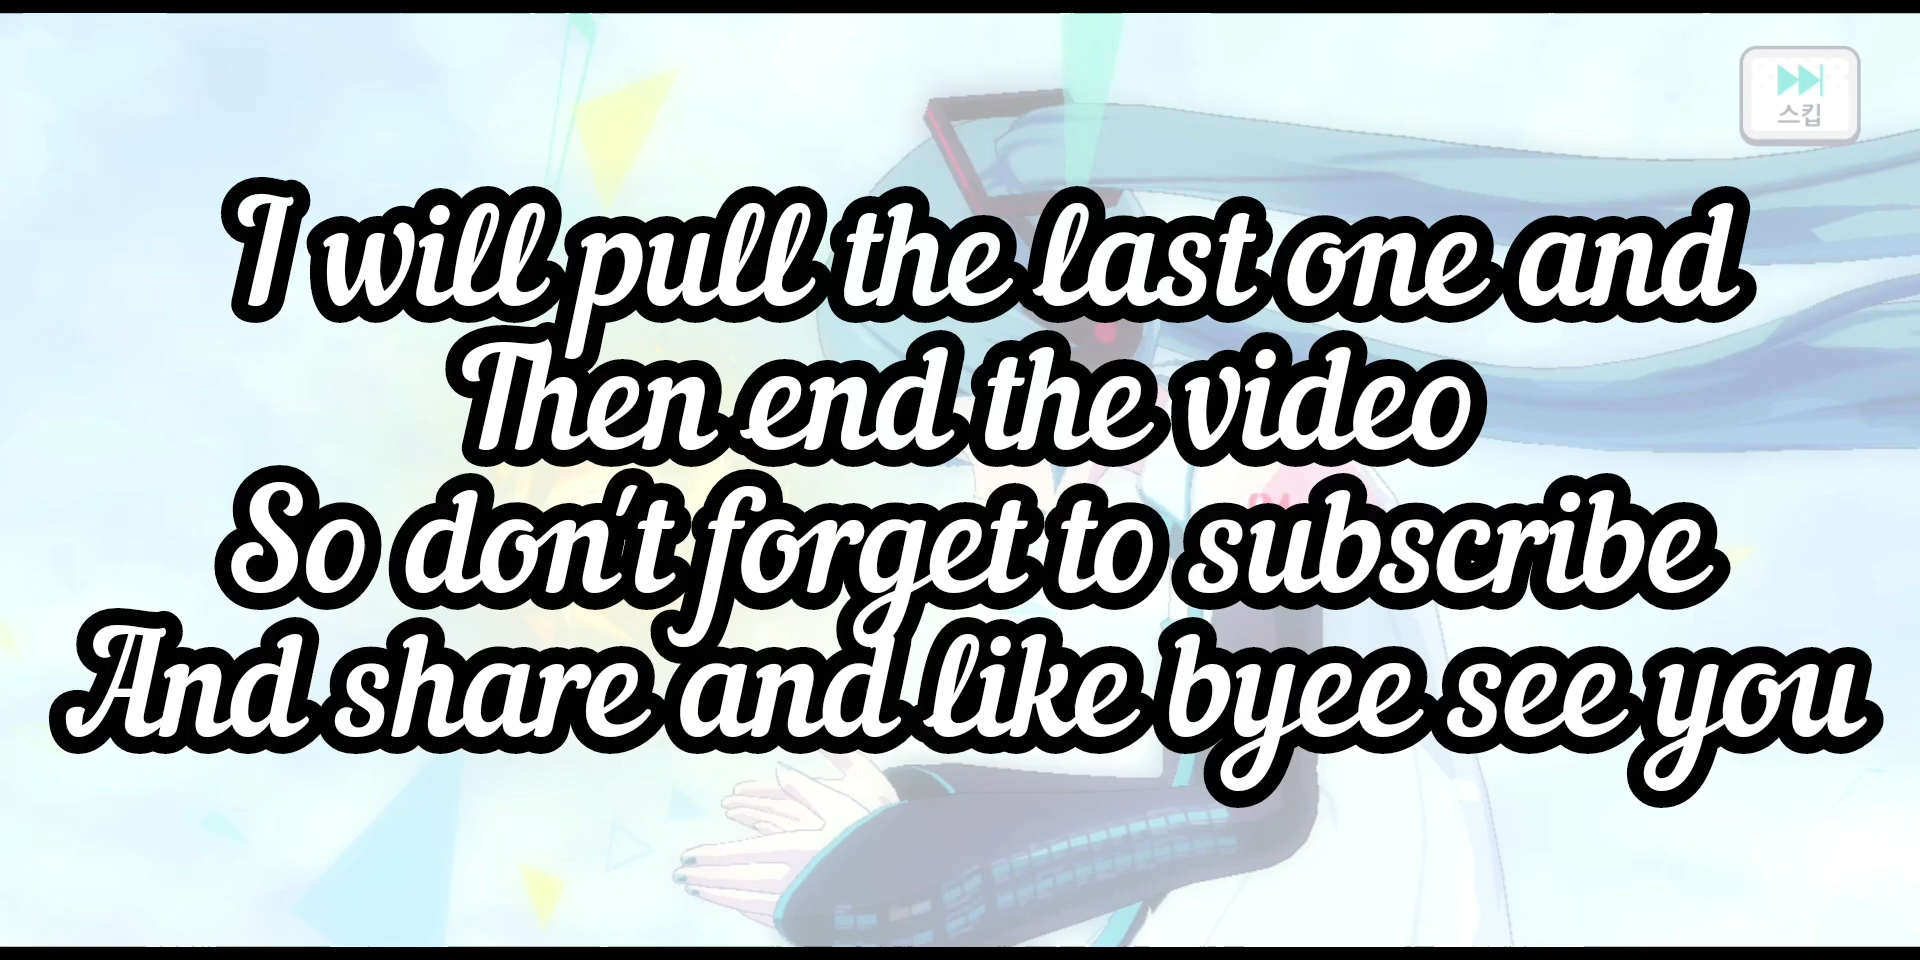 스킵
I will pull the last one and
Then end the video
So don't forget to subscribe
And share and like byee see you